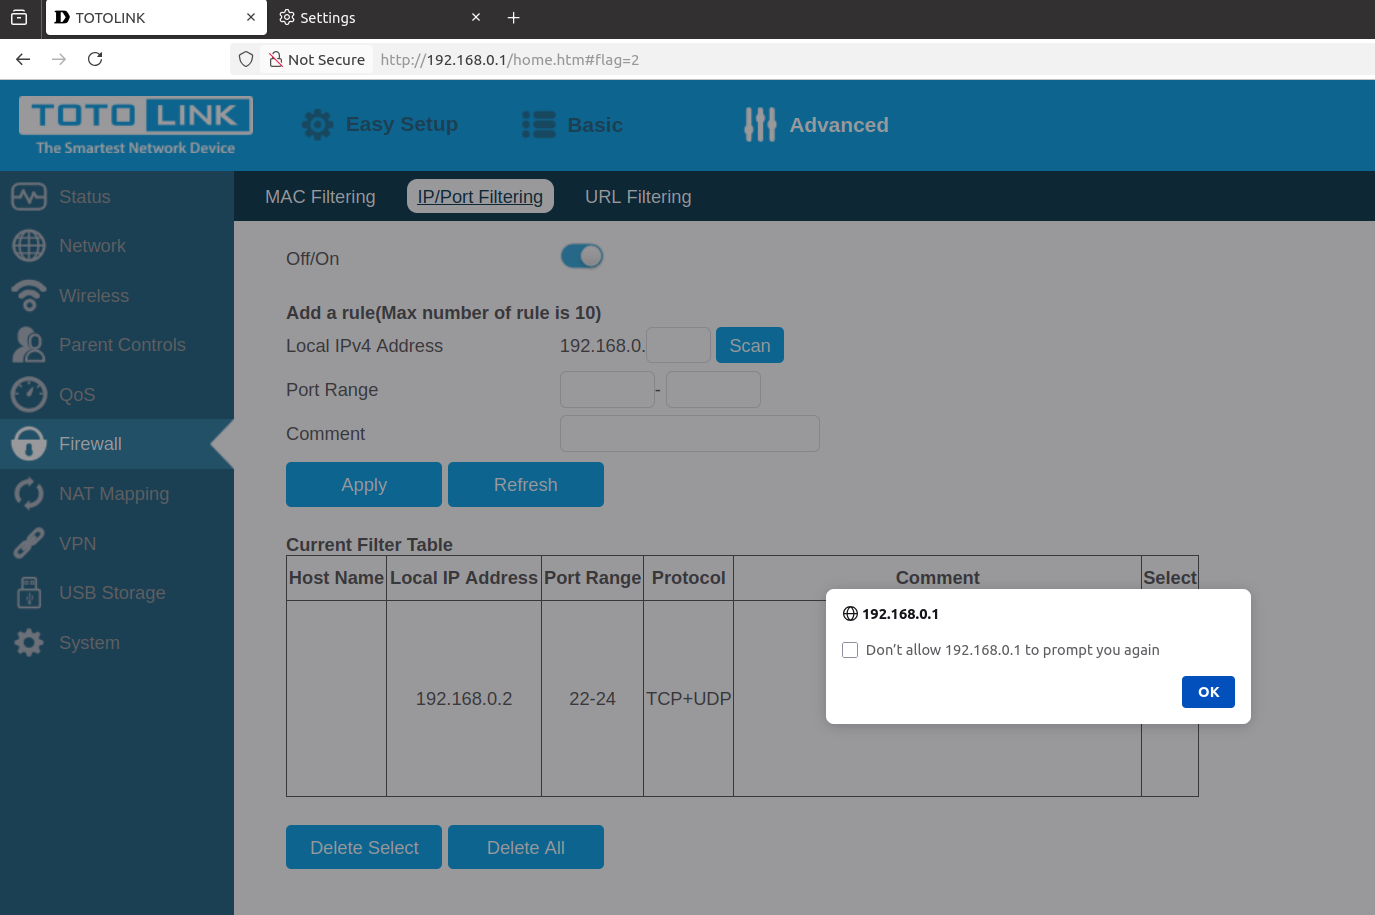 TOTOLINK
Settings
Not Secure http://192.168.0.1/home.htm#flag=2
TOTO LINK
The Smartest Network Device
Easy Setup
Basic
Advanced
Status
Network
Wireless
Parent Controls
QoS
Firewall
NAT Mapping
VPN
USB Storage
System
MAC Filtering
IP/Port Filtering
URL Filtering
Off/On
Add a rule(Max number of rule is 10)
Local IPv4 Address 192.168.0. Scan
Port Range -
Comment
Apply Refresh
Current Filter Table
Host Name Local IP Address Port Range Protocol Comment Select
192.168.0.2 22-24 TCP+UDP
192.168.0.1
Don’t allow 192.168.0.1 to prompt you again
OK
Delete Select Delete All